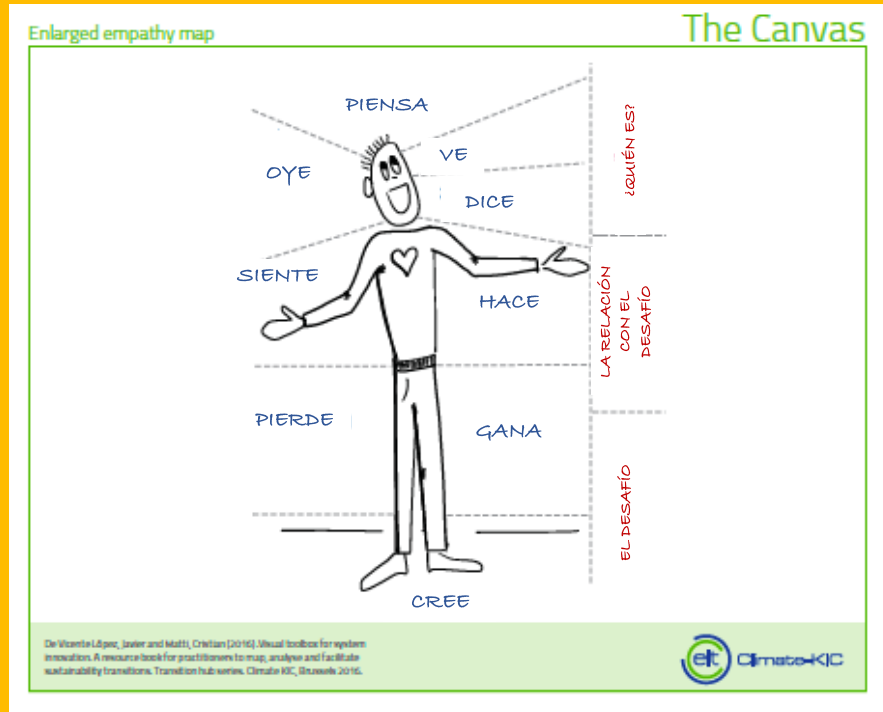 Enlarged empathy map
The Canvas
PIENSA
OYE
VE
DICE
SIENTE
HACE
PIERDE
GANA
CREE
¿QUIÉN ES?
LA RELACIÓN
CON EL
DESAFÍO
EL DESAFÍO
De Vicente López, Javier and Matti, Cristian (2016). Visual toolbox for system
innovation. A resource book for practitioners to map, analyse and facilitate
sustainability transitions. Transition hub series. Climate KIC, Brussels 2016.
eit Climate-KIC